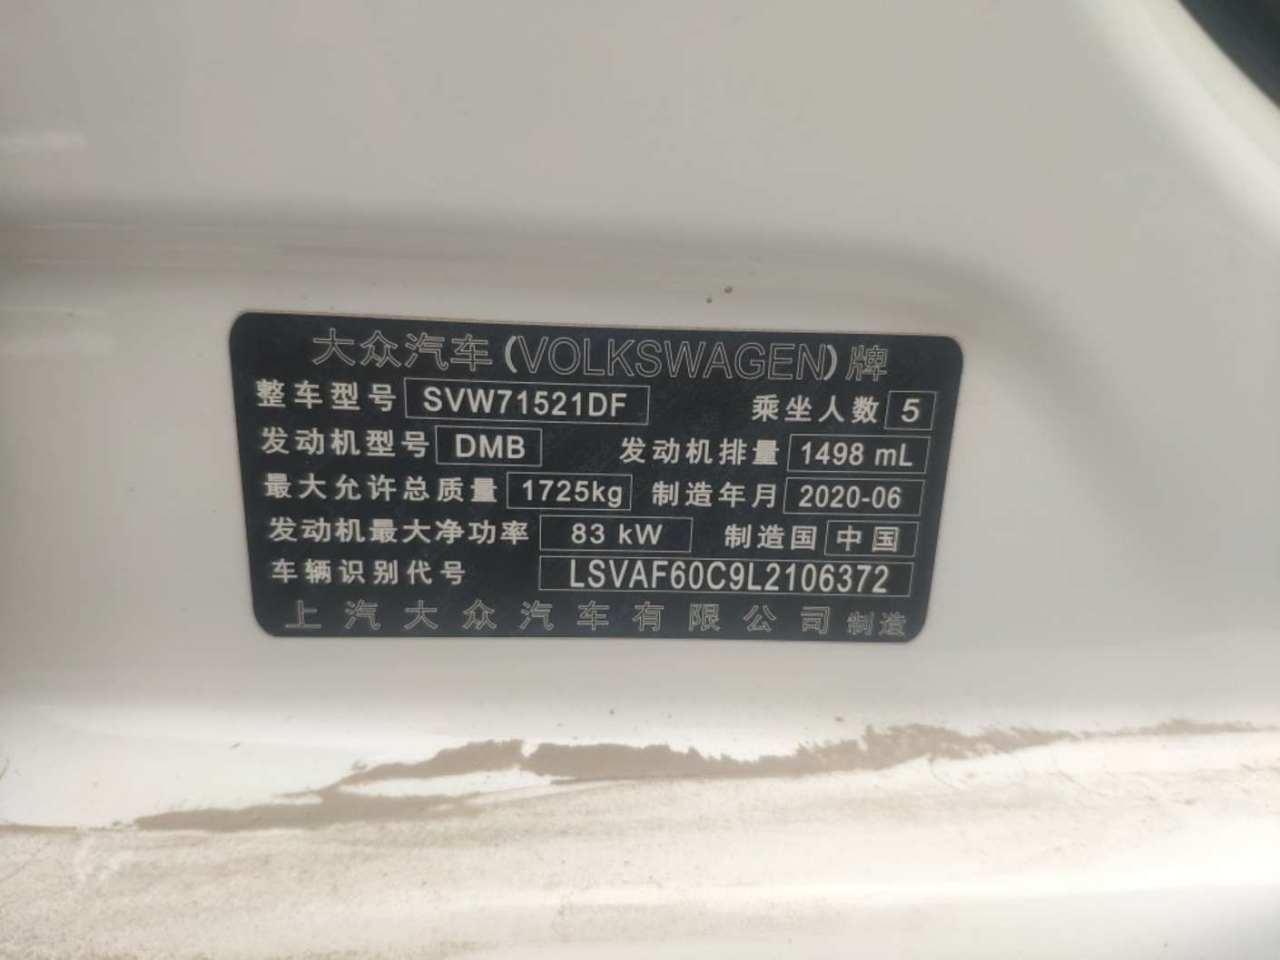 大众汽车(VOLKSWAGEN)牌
整车型号 SVW71521DF 乘坐人数 5
发动机型号 DMB 发动机排量 1498 mL
最大允许总质量 1725kg 制造年月 2020-06
发动机最大净功率 83 kW 制造国 中国
车辆识别代号 LSVAF60C9L2106372
上汽大众汽车有限公司 制造